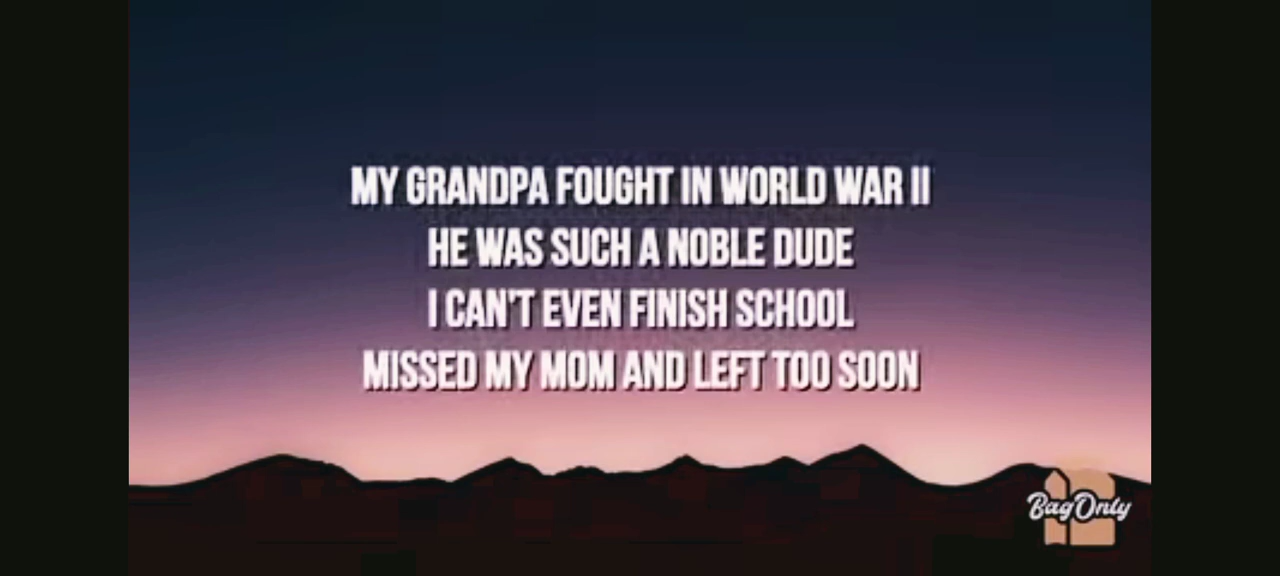 MY GRANDPA FOUGHT IN WORLD WAR II
HE WAS SUCH A NOBLE DUDE
I CAN'T EVEN FINISH SCHOOL
MISSED MY MOM AND LEFT TOO SOON
BagOnly